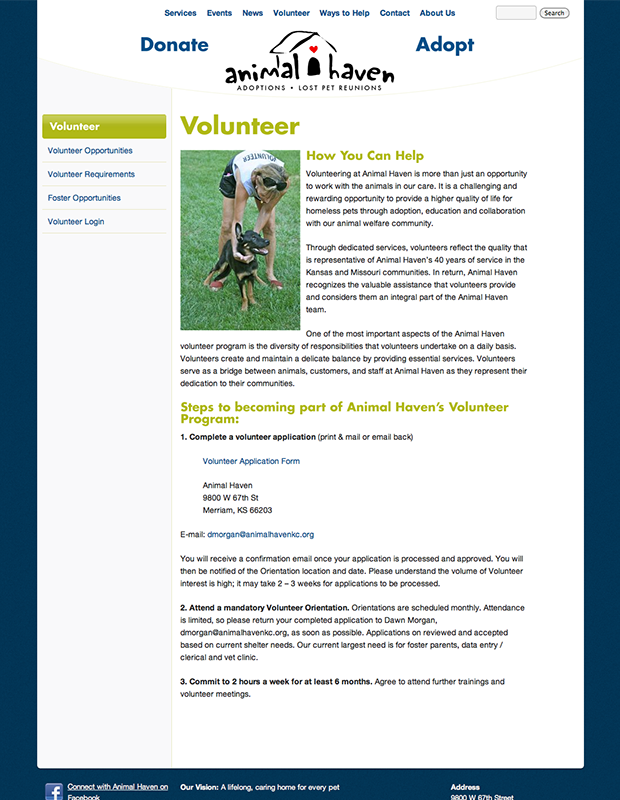 Services Events News Volunteer Ways to Help Contact About Us
Search
Donate
animal haven
ADOPTIONS • LOST PET REUNIONS
Adopt
Volunteer
Volunteer Opportunities
Volunteer Requirements
Foster Opportunities
Volunteer Login
Volunteer
VOLUNTEER
How You Can Help
Volunteering at Animal Haven is more than just an opportunity
to work with the animals in our care. It is a challenging and
rewarding opportunity to provide a higher quality of life for
homeless pets through adoption, education and collaboration
with our animal welfare community.
Through dedicated services, volunteers reflect the quality that
is representative of Animal Haven's 40 years of service in the
Kansas and Missouri communities. In return, Animal Haven
recognizes the valuable assistance that volunteers provide
and considers them an integral part of the Animal Haven
team.
One of the most important aspects of the Animal Haven
volunteer program is the diversity of responsibilities that volunteers undertake on a daily basis.
Volunteers create and maintain a delicate balance by providing essential services. Volunteers
serve as a bridge between animals, customers, and staff at Animal Haven as they represent their
dedication to their communities.
Steps to becoming part of Animal Haven's Volunteer
Program:
1. Complete a volunteer application (print & mail or email back)
Volunteer Application Form
Animal Haven
9800 W 67th St
Merriam, KS 66203
E-mail: dmorgan@animalhavenkc.org
You will receive a confirmation email once your application is processed and approved. You will
then be notified of the Orientation location and date. Please understand the volume of Volunteer
interest is high; it may take 2 – 3 weeks for applications to be processed.
2. Attend a mandatory Volunteer Orientation. Orientations are scheduled monthly. Attendance
is limited, so please return your completed application to Dawn Morgan,
dmorgan@animalhavenkc.org, as soon as possible. Applications on reviewed and accepted
based on current shelter needs. Our current largest need is for foster parents, data entry /
clerical and vet clinic.
3. Commit to 2 hours a week for at least 6 months. Agree to attend further trainings and
volunteer meetings.
Connect with Animal Haven on
Facebook
Our Vision: A lifelong, caring home for every pet
Address
9800 W 67th Street